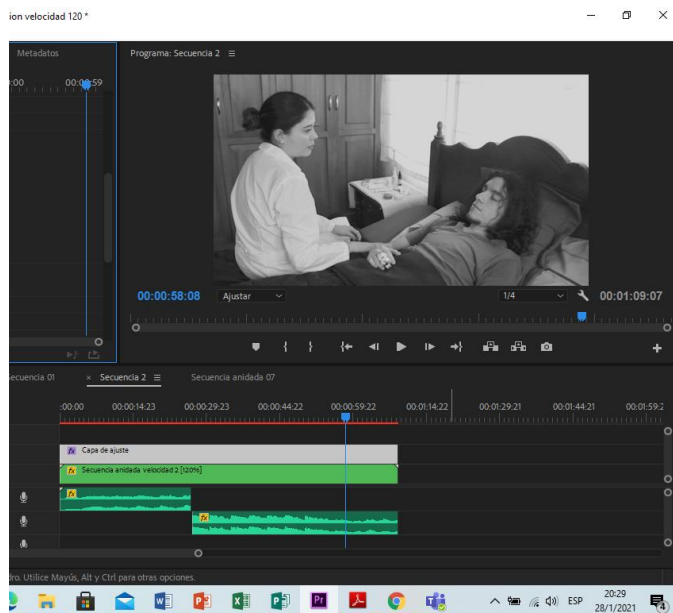 ion velocidad 120 *
Metadatos
Programa: Secuencia 2
:00
00:00:59
00:00:58:08
Ajustar
1/4
00:01:09:07
ecuencia 01
× Secuencia 2
Secuencia anidada 07
:00:00 00:00:14:23 00:00:29:23 00:00:44:22 00:00:59:22 00:01:14:22 00:01:29:21 00:01:44:21 00:01:59:2
fx Capa de ajuste
fx Secuencia anidada velocidad 2 [120%]
fx
fx
dro. Utilice Mayús, Alt y Ctrl para otras opciones.
Pr
ESP
20:29
28/1/2021
4